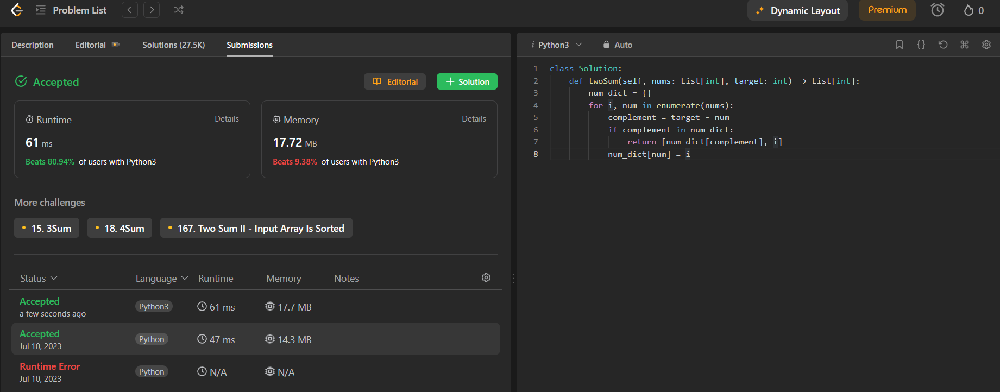 Problem List
Dynamic Layout
Premium
0
Description Editorial Solutions (27.5K) Submissions
Accepted
Editorial
Solution
Runtime Details
61 ms
Beats 80.94% of users with Python3
Memory Details
17.72 MB
Beats 9.38% of users with Python3
More challenges
15. 3Sum
18. 4Sum
167. Two Sum II - Input Array Is Sorted
Status Language Runtime Memory Notes
Accepted
a few seconds ago
Python3 61 ms 17.7 MB
Accepted
Jul 10, 2023
Python 47 ms 14.3 MB
Runtime Error
Jul 10, 2023
Python N/A N/A
i Python3 Auto
1 class Solution:
2     def twoSum(self, nums: List[int], target: int) -> List[int]:
3         num_dict = {}
4         for i, num in enumerate(nums):
5             complement = target - num
6             if complement in num_dict:
7                 return [num_dict[complement], i]
8             num_dict[num] = i